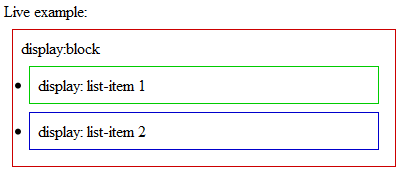 Live example:
display:block
display: list-item 1
display: list-item 2